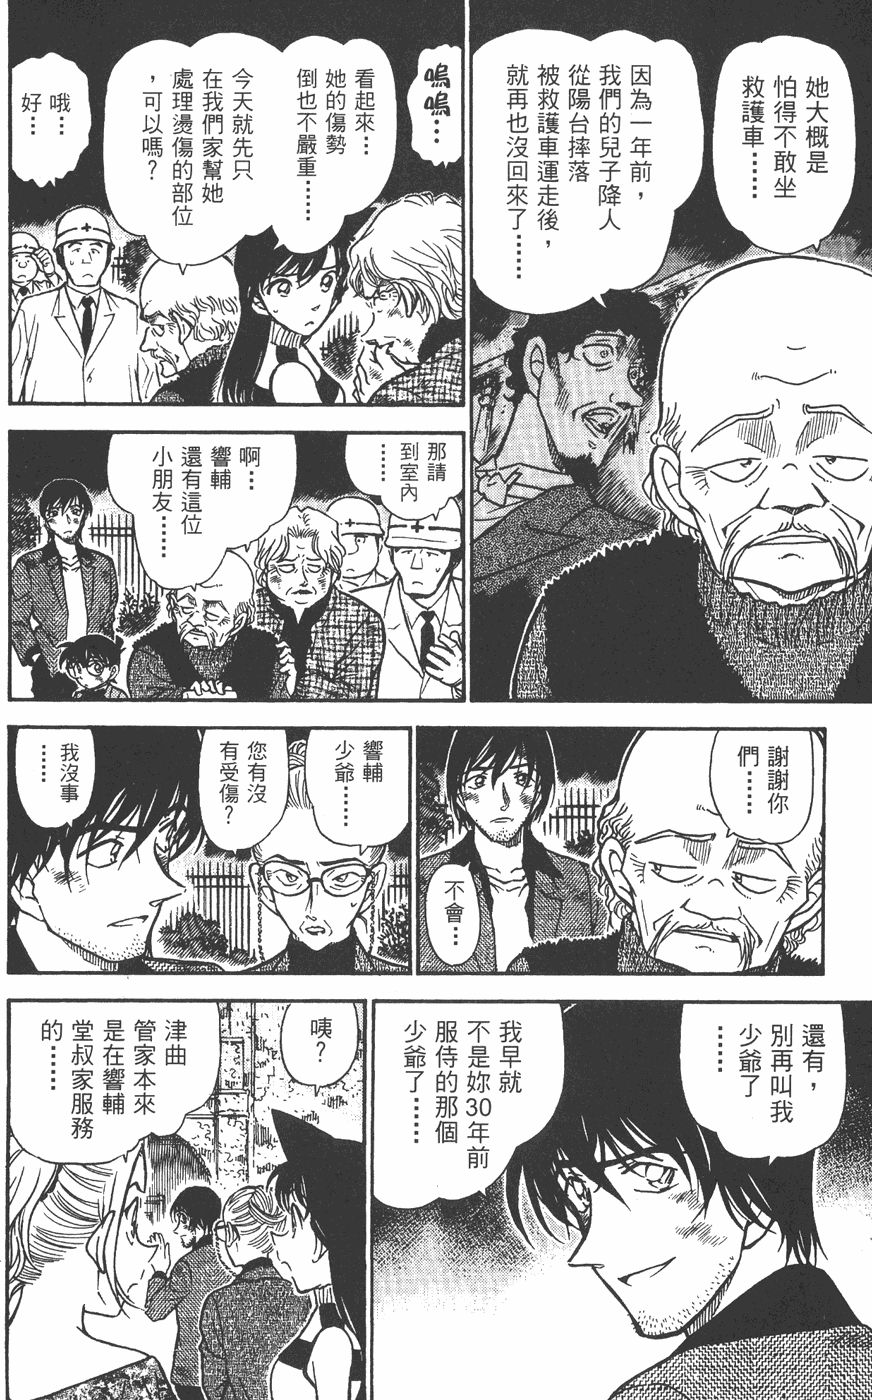 她大概是
怕得不敢坐
救護車……
因為一年前，
我們的兒子降人
從陽台摔落
被救護車運走後，
就再也沒回來了……
嗚嗚…
看起來…
她的傷勢
倒也不嚴重……
今天就先只
在我們家幫她
處理燙傷的部位
，可以嗎？
哦…
好…
那請
到室內
啊…
響輔
還有這位
小朋友……
謝謝你
們……
不會…
響輔
少爺…
您有沒
有受傷？
我沒事
……
還有，
別再叫我
少爺了
……
我早就
不是妳30年前
服侍的那個
少爺了……
咦？
津曲
管家本來
是在響輔
堂叔家服務
的……